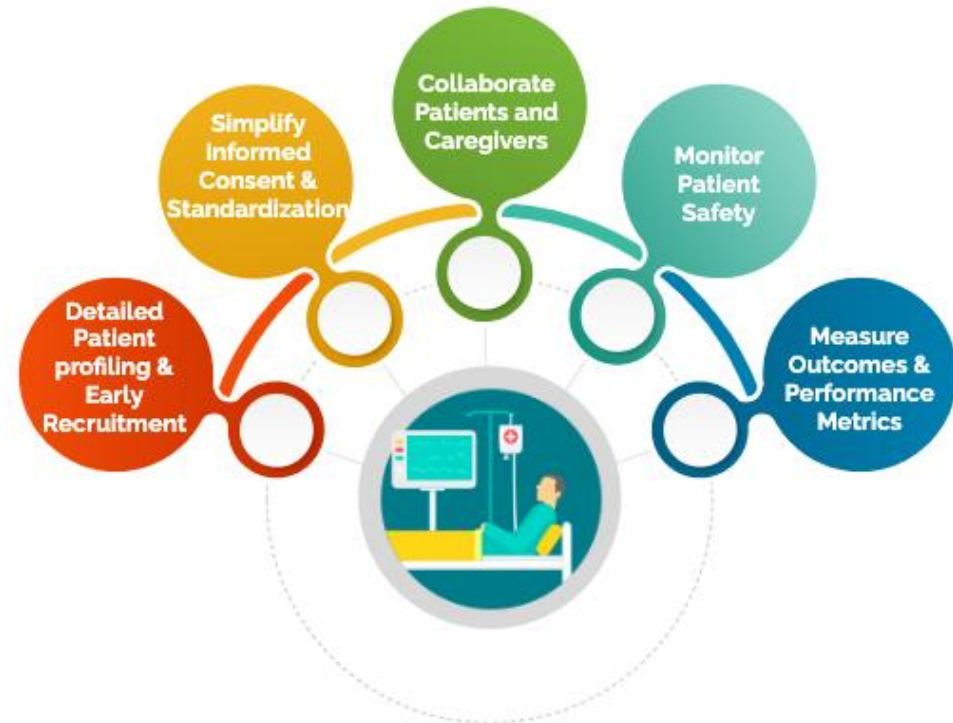 Detailed
Patient
profiling &
Early
Recruitment
Simplify
Informed
Consent &
Standardization
Collaborate
Patients and
Caregivers
Monitor
Patient
Safety
Measure
Outcomes &
Performance
Metrics